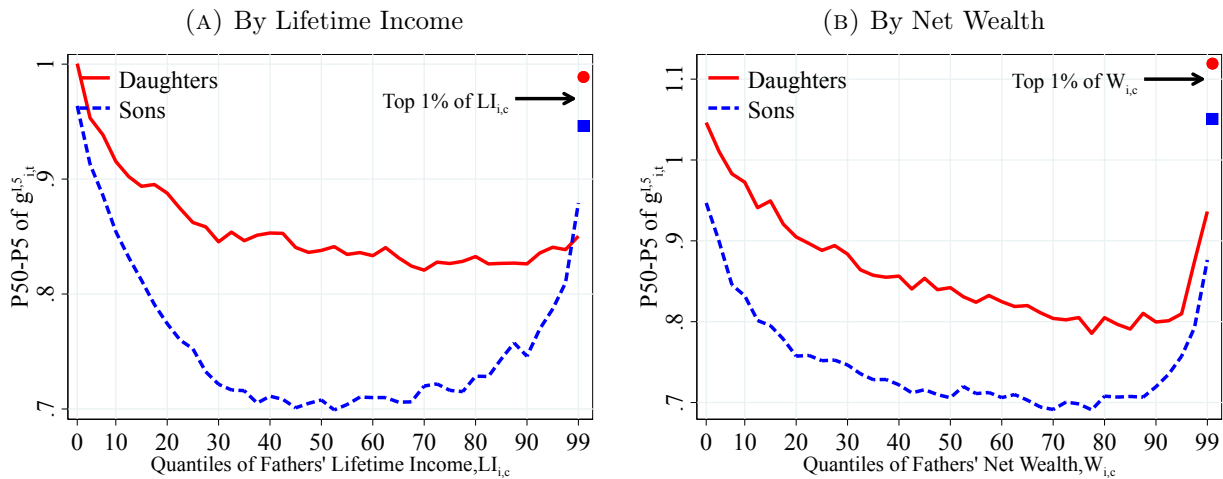 (A) By Lifetime Income
P50-P5 of g^{I,5}_{i,t}
1
.9
.8
.7
Daughters
Sons
Top 1% of LI_{i,c}
0 10 20 30 40 50 60 70 80 90 99
Quantiles of Fathers' Lifetime Income,LI_{i,c}
(B) By Net Wealth
P50-P5 of g^{I,5}_{i,t}
1.1
1
.9
.8
.7
Daughters
Sons
Top 1% of W_{i,c}
0 10 20 30 40 50 60 70 80 90 99
Quantiles of Fathers' Net Wealth,W_{i,c}